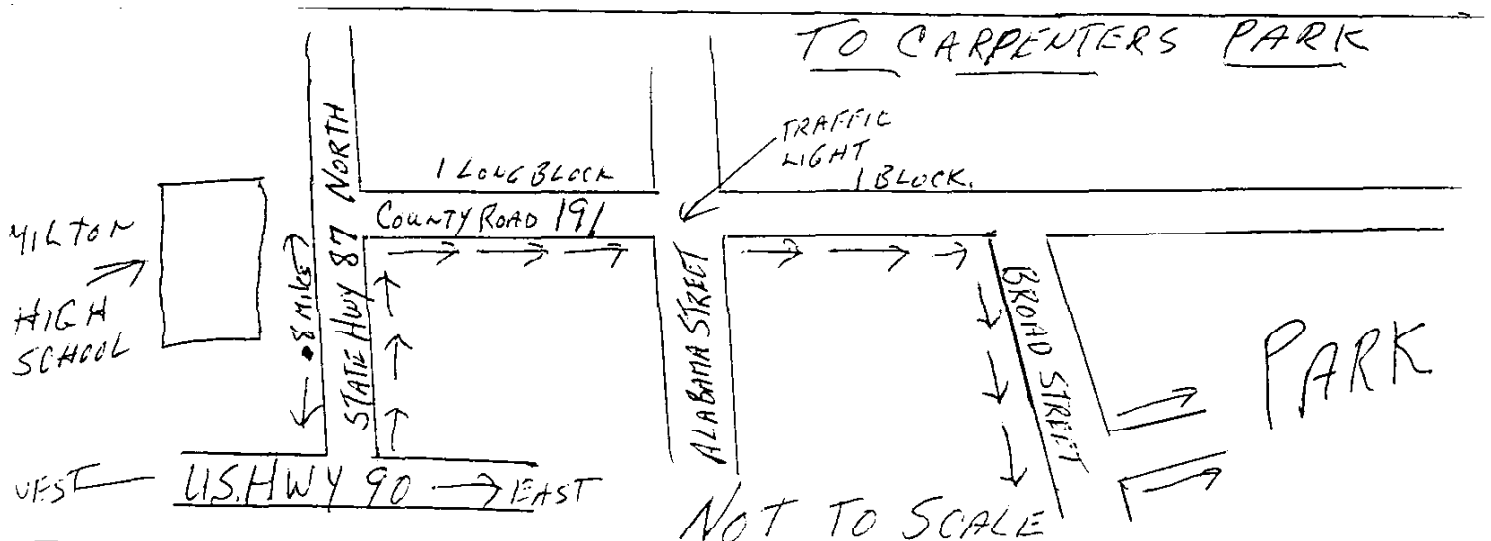 TO CARPENTERS PARK
TRAFFIC
LIGHT
1 LONG BLOCK
1 BLOCK.
STATE HWY 87 NORTH
COUNTY ROAD 191
MILTON
HIGH
SCHOOL
.8 MILES
ALABAMA STREET
BROAD STREET
PARK
WEST
U.S. HWY 90
EAST
NOT TO SCALE